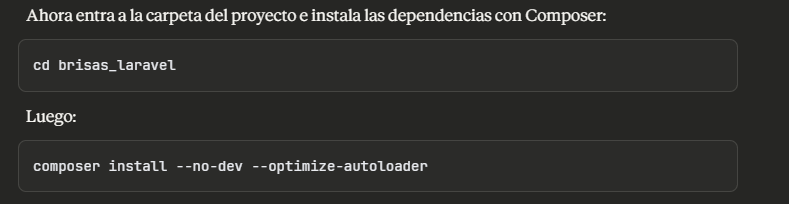 Ahora entra a la carpeta del proyecto e instala las dependencias con Composer:
cd brisas_laravel
Luego:
composer install --no-dev --optimize-autoloader